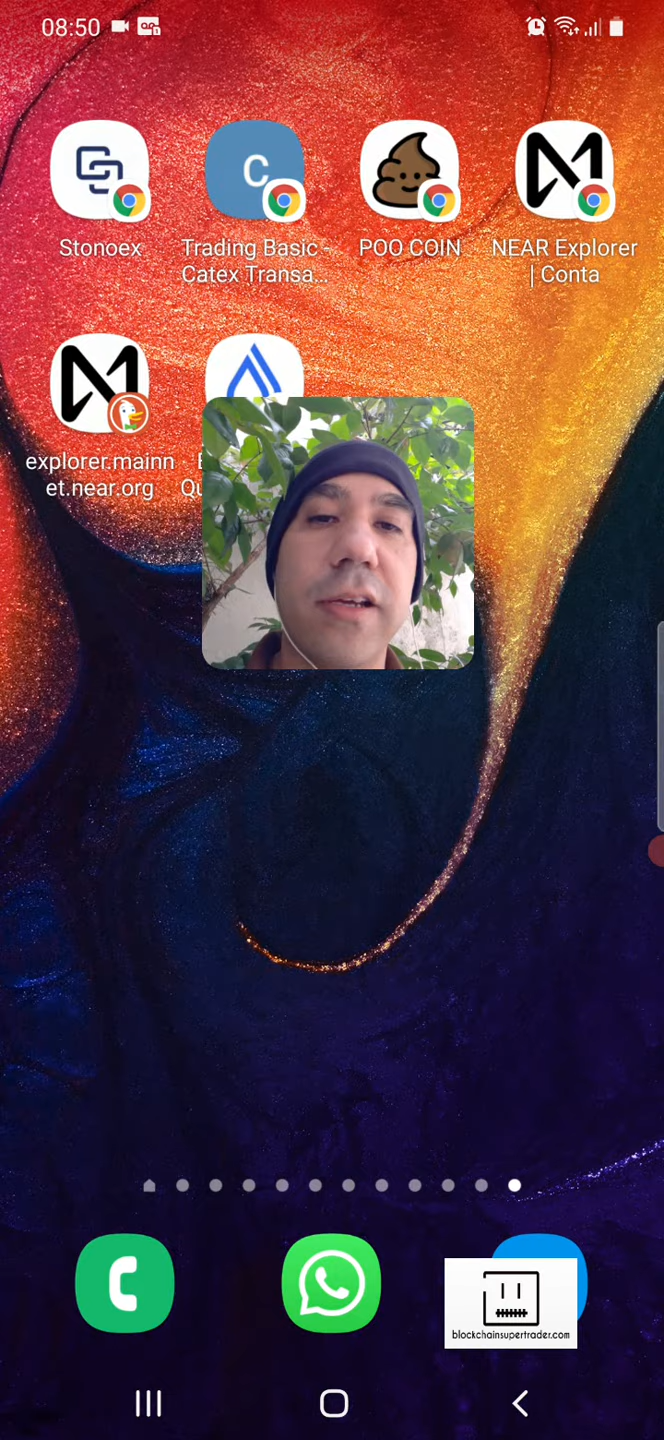 08:50
Stonoex
Trading Basic -
Catex Transa...
POO COIN
NEAR Explorer
| Conta
C
explorer.mainn
et.near.org
Qu
blockchainsupertrader.com